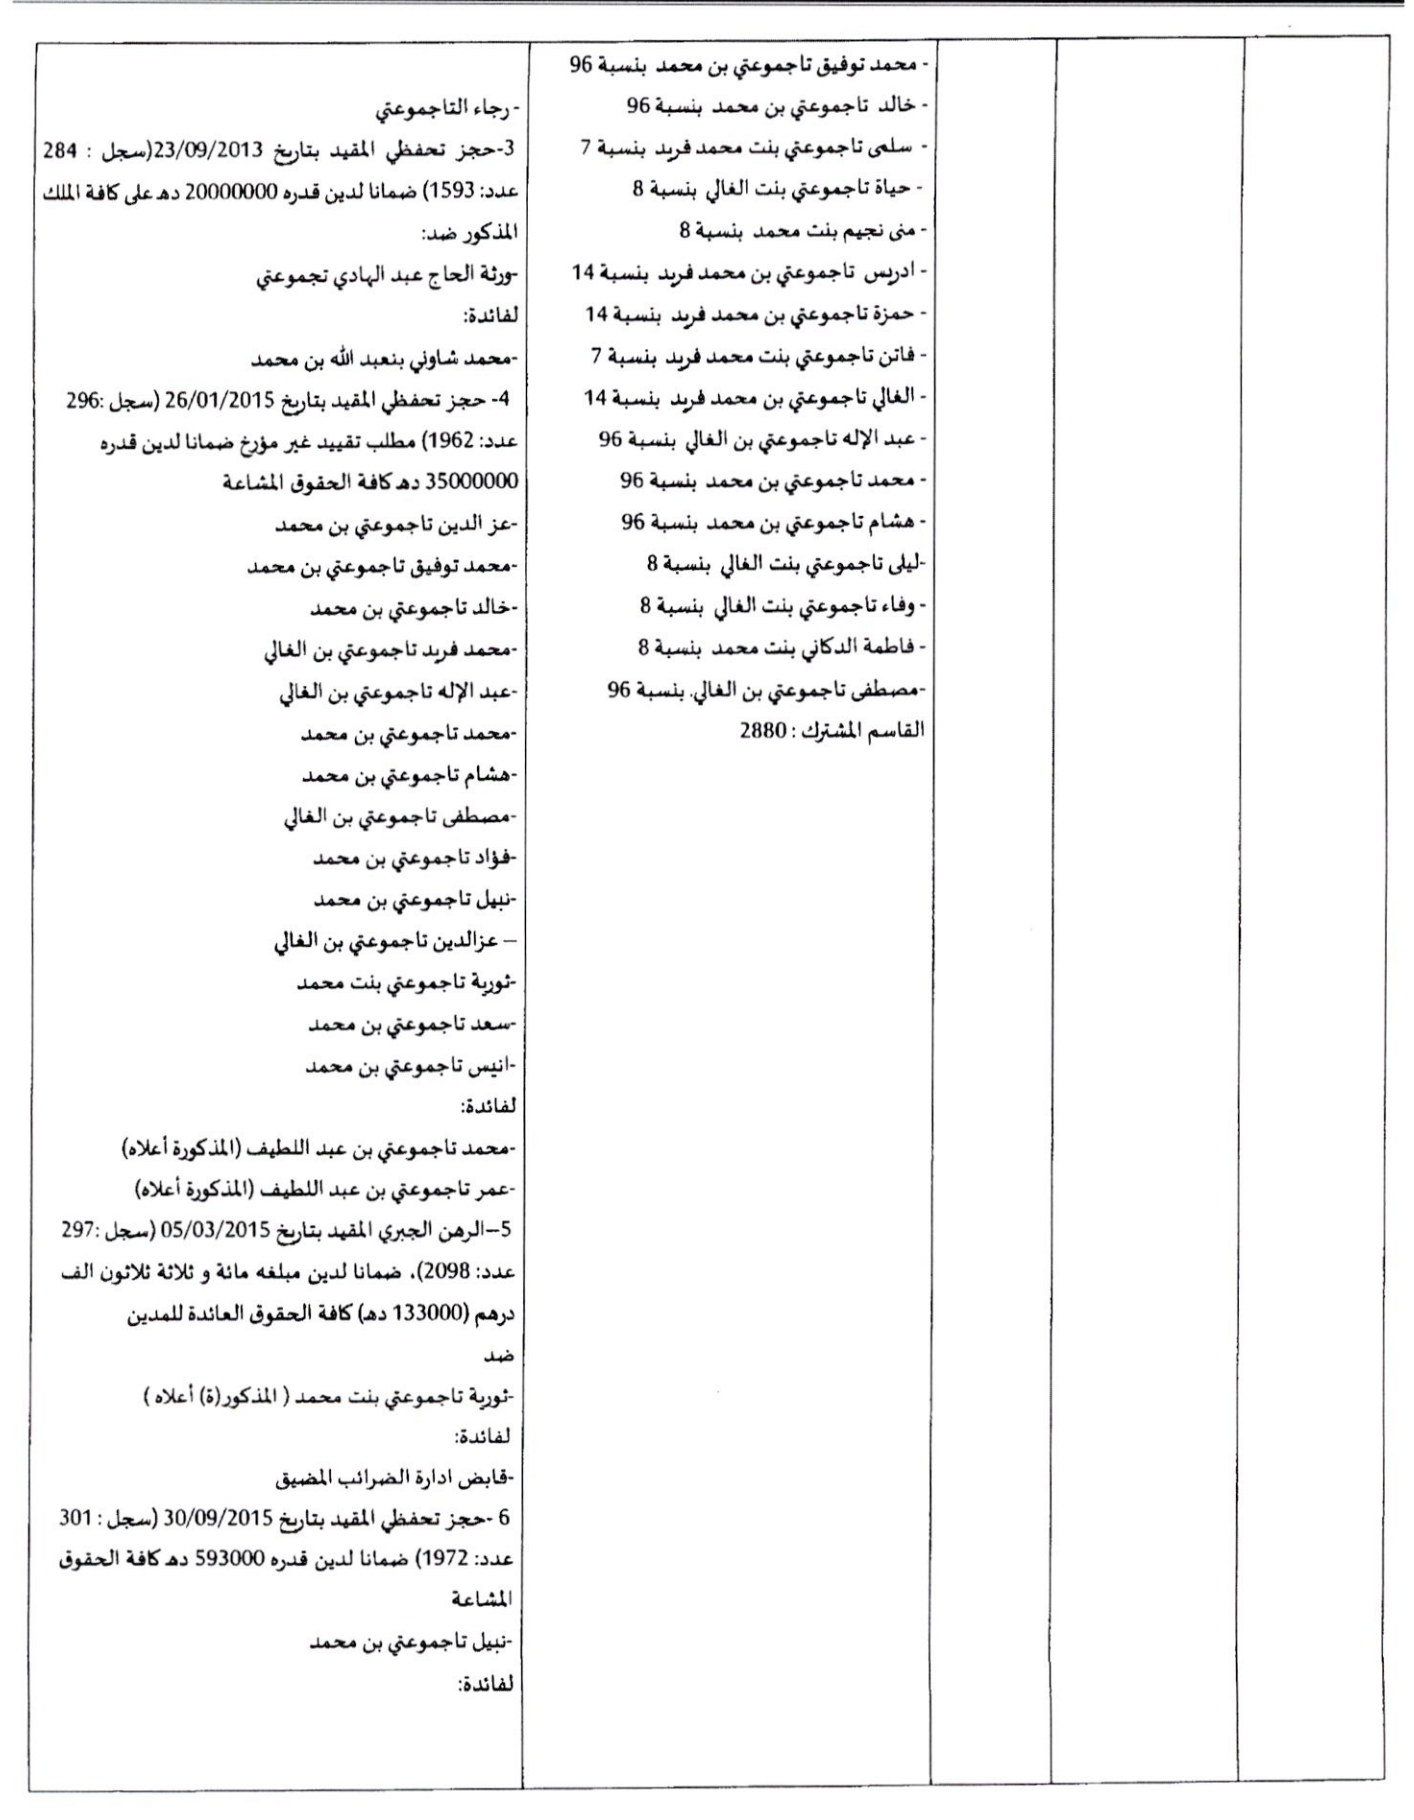 - محمد توفيق تاجموعتي بن محمد بنسبة 96
- خالد تاجموعتي بن محمد بنسبة 96
- سلمى تاجموعتي بنت محمد فريد بنسبة 7
- حياة تاجموعتي بنت الغالي بنسبة 8
- منى نجيم بنت محمد بنسبة 8
- ادريس تاجموعتي بن محمد فريد بنسبة 14
- حمزة تاجموعتي بن محمد فريد بنسبة 14
- فاتن تاجموعتي بنت محمد فريد بنسبة 7
- الغالي تاجموعتي بن محمد فريد بنسبة 14
- عبد الإله تاجموعتي بن الغالي بنسبة 96
- محمد تاجموعتي بن محمد بنسبة 96
- هشام تاجموعتي بن محمد بنسبة 96
-ليلى تاجموعتي بنت الغالي بنسبة 8
- وفاء تاجموعتي بنت الغالي بنسبة 8
- فاطمة الدكاني بنت محمد بنسبة 8
-مصطفى تاجموعتي بن الغالي. بنسبة 96
القاسم المشترك : 2880
-رجاء التاجموعتي
3-حجز تحفظي المقيد بتاريخ 23/09/2013(سجل : 284
عدد: 1593) ضمانا لدين قدره 20000000 دهـ على كافة الملك
المذكور ضد:
-ورثة الحاج عبد الهادي تجموعتي
لفائدة:
-محمد شاوني بنعبد الله بن محمد
4- حجز تحفظي المقيد بتاريخ 26/01/2015 (سجل :296
عدد: 1962) مطلب تقييد غير مؤرخ ضمانا لدين قدره
35000000 دهـ كافة الحقوق المشاعة
-عز الدين تاجموعتي بن محمد
-محمد توفيق تاجموعتي بن محمد
-خالد تاجموعتي بن محمد
-محمد فريد تاجموعتي بن الغالي
-عبد الإله تاجموعتي بن الغالي
-محمد تاجموعتي بن محمد
-هشام تاجموعتي بن محمد
-مصطفى تاجموعتي بن الغالي
-فؤاد تاجموعتي بن محمد
-نبيل تاجموعتي بن محمد
– عزالدين تاجموعتي بن الغالي
-ثورية تاجموعتي بنت محمد
-سعد تاجموعتي بن محمد
-انيس تاجموعتي بن محمد
لفائدة:
-محمد تاجموعتي بن عبد اللطيف (المذكورة أعلاه)
-عمر تاجموعتي بن عبد اللطيف (المذكورة أعلاه)
5–الرهن الجبري المقيد بتاريخ 05/03/2015 (سجل :297
عدد: 2098). ضمانا لدين مبلغه مائة و ثلاثة ثلاثون الف
درهم (133000 دهـ) كافة الحقوق العائدة للمدين
ضد
-ثورية تاجموعتي بنت محمد ( المذكور(ة) أعلاه )
لفائدة:
-قابض ادارة الضرائب المضيق
6 -حجز تحفظي المقيد بتاريخ 30/09/2015 (سجل : 301
عدد: 1972) ضمانا لدين قدره 593000 دهـ كافة الحقوق
المشاعة
-نبيل تاجموعتي بن محمد
لفائدة: